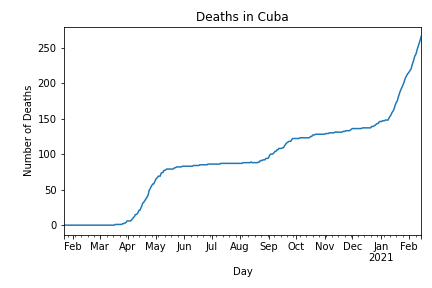 Deaths in Cuba
Number of Deaths
250
200
150
100
50
0
Feb Mar Apr May Jun Jul Aug Sep Oct Nov Dec Jan Feb
2021
Day